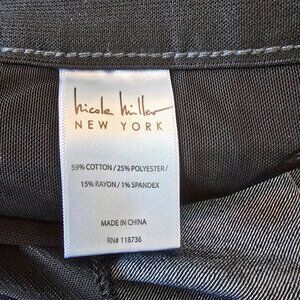 nicole miller
NEW YORK
59% COTTON / 25% POLYESTER /
15% RAYON / 1% SPANDEX
MADE IN CHINA
RN# 118736